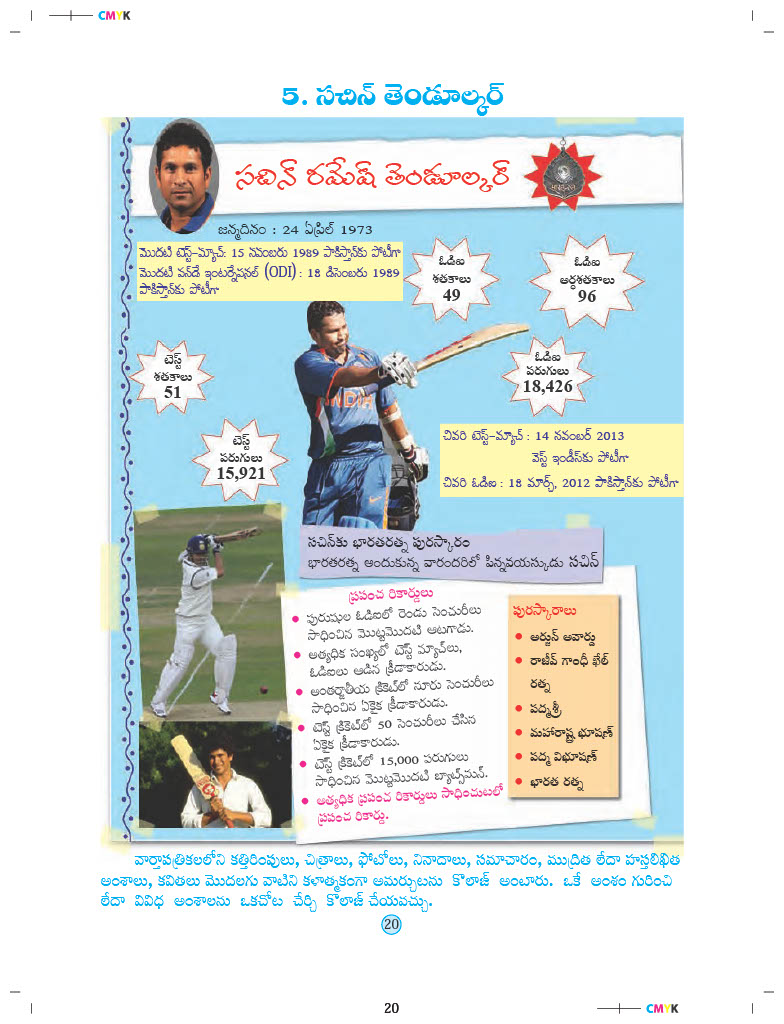 CMYK
5. సచిన్ తెండూల్కర్
సచిన్ రమేష్ తెండూల్కర్
జన్మదినం : 24 ఏప్రిల్ 1973
మొదటి టెస్ట్-మ్యాచ్: 15 నవంబరు 1989 పాకిస్తాన్‌కు పోటీగా
మొదటి వన్‌డే ఇంటర్నేషనల్ (ODI) : 18 డిసెంబరు 1989
పాకిస్తాన్‌కు పోటీగా
ఓడిఐ
శతకాలు
49
ఓడిఐ
అర్ధశతకాలు
96
టెస్ట్
శతకాలు
51
ఓడిఐ
పరుగులు
18,426
టెస్ట్
పరుగులు
15,921
INDIA
చివరి టెస్ట్-మ్యాచ్ : 14 నవంబర్ 2013
వెస్ట్ ఇండీస్‌కు పోటీగా
చివరి ఓడిఐ : 18 మార్చ్, 2012 పాకిస్తాన్‌కు పోటీగా
సచిన్‌కు భారతరత్న పురస్కారం
భారతరత్న అందుకున్న వారందరిలో పిన్నవయస్కుడు సచిన్
ప్రపంచ రికార్డులు
• పురుషుల ఓడిఐలో రెండు సెంచురీలు
సాధించిన మొట్టమొదటి ఆటగాడు.
• అత్యధిక సంఖ్యలో టెస్ట్ మ్యాచ్‌లు,
ఓడిఐలు ఆడిన క్రీడాకారుడు.
• అంతర్జాతీయ క్రికెట్‌లో నూరు సెంచురీలు
సాధించిన ఏకైక క్రీడాకారుడు.
• టెస్ట్ క్రికెట్‌లో 50 సెంచురీలు చేసిన
ఏకైక క్రీడాకారుడు.
• టెస్ట్ క్రికెట్‌లో 15,000 పరుగులు
సాధించిన మొట్టమొదటి బ్యాట్స్‌మన్.
• అత్యధిక ప్రపంచ రికార్డులు సాధించుటలో
ప్రపంచ రికార్డు.
పురస్కారాలు
• అర్జున్ అవార్డు
• రాజీవ్ గాంధీ ఖేల్
రత్న
• పద్మశ్రీ
• మహారాష్ట్ర భూషణ్
• పద్మ విభూషణ్
• భారత రత్న
వార్తాపత్రికలలోని కత్తిరింపులు, చిత్రాలు, ఫోటోలు, నినాదాలు, సమాచారం, ముద్రిత లేదా హస్తలిఖిత
అంశాలు, కవితలు మొదలగు వాటిని కళాత్మకంగా అమర్చుటను కొలాజ్ అంటారు. ఒకే అంశం గురించి
లేదా వివిధ అంశాలను ఒకచోట చేర్చి కొలాజ్ చేయవచ్చు.
20
20
CMYK